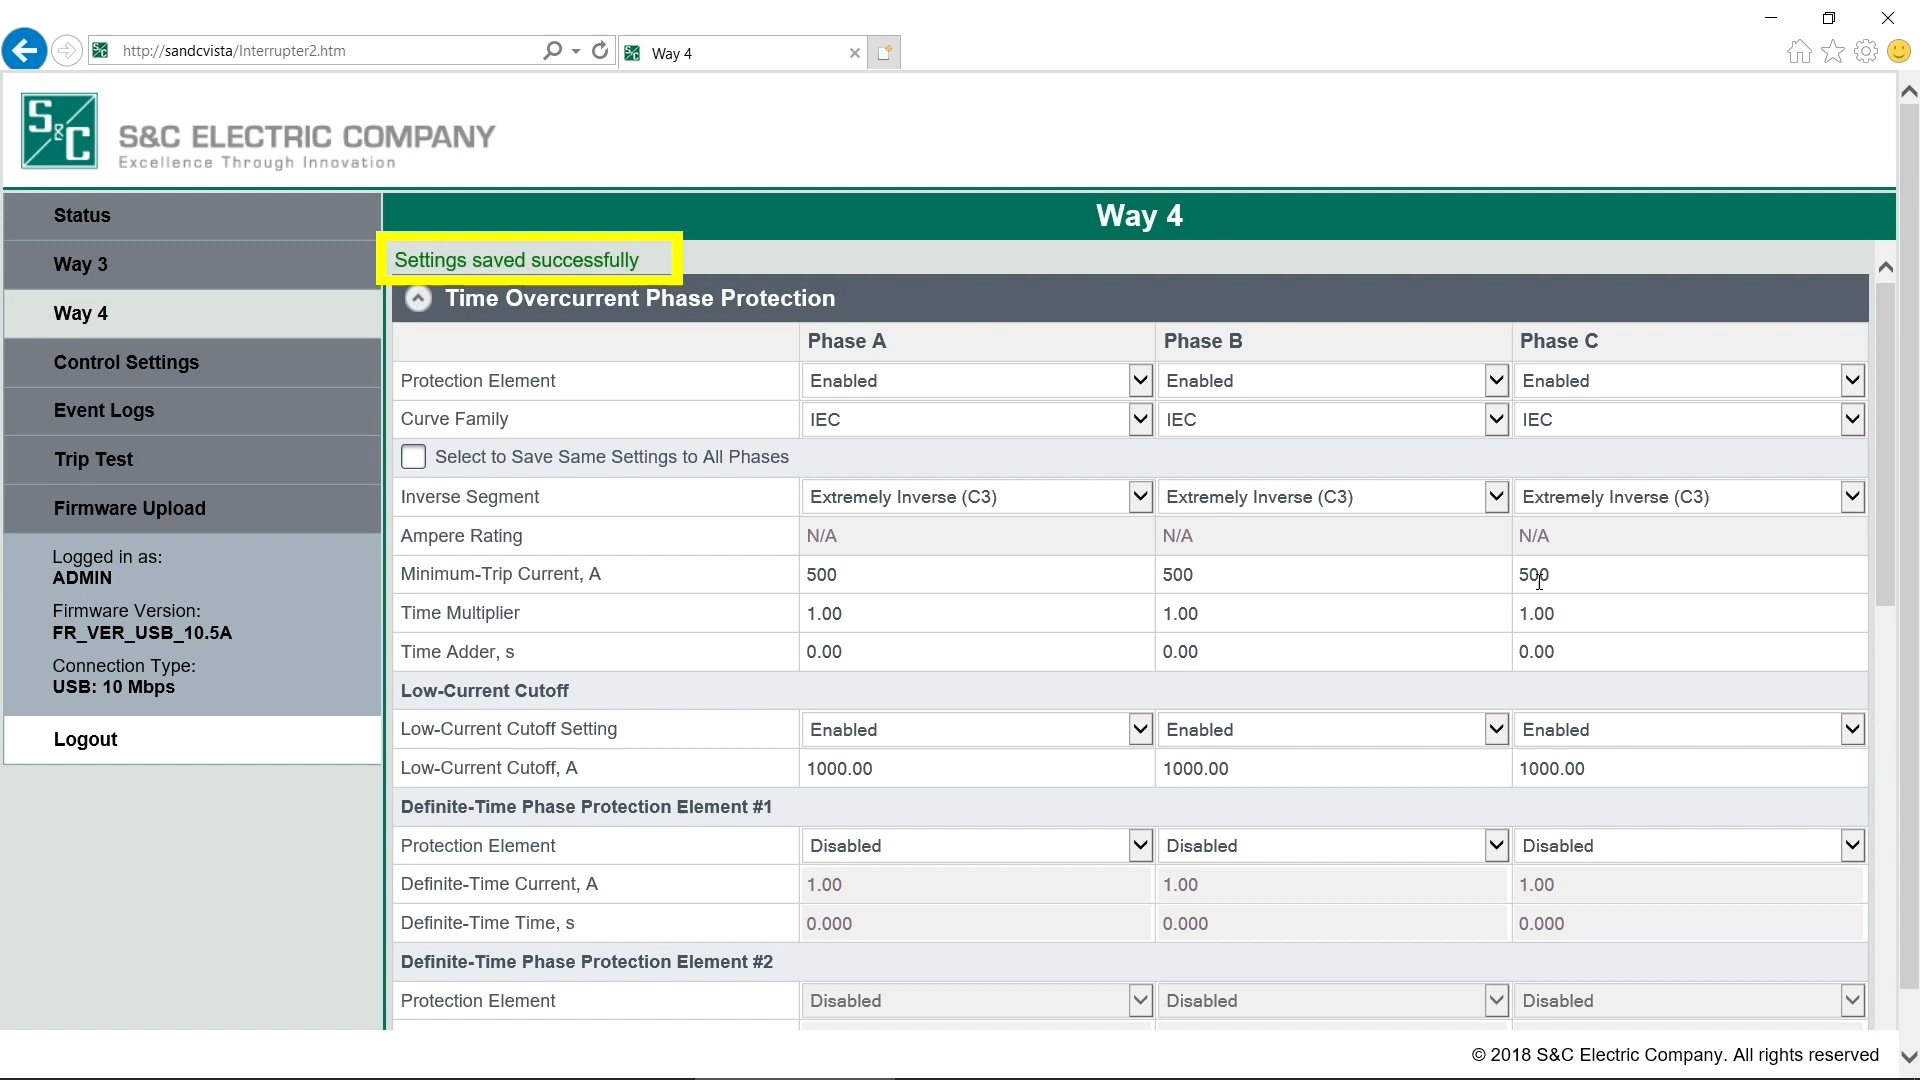 http://sandcvista/Interrupter2.htm
Way 4
S&C
S&C ELECTRIC COMPANY
Excellence Through Innovation
Status
Way 3
Way 4
Control Settings
Event Logs
Trip Test
Firmware Upload
Logged in as:
ADMIN
Firmware Version:
FR_VER_USB_10.5A
Connection Type:
USB: 10 Mbps
Logout
Way 4
Settings saved successfully
Time Overcurrent Phase Protection
Phase A Phase B Phase C
Protection Element Enabled Enabled Enabled
Curve Family IEC IEC IEC
Select to Save Same Settings to All Phases
Inverse Segment Extremely Inverse (C3) Extremely Inverse (C3) Extremely Inverse (C3)
Ampere Rating N/A N/A N/A
Minimum-Trip Current, A 500 500 500
Time Multiplier 1.00 1.00 1.00
Time Adder, s 0.00 0.00 0.00
Low-Current Cutoff
Low-Current Cutoff Setting Enabled Enabled Enabled
Low-Current Cutoff, A 1000.00 1000.00 1000.00
Definite-Time Phase Protection Element #1
Protection Element Disabled Disabled Disabled
Definite-Time Current, A 1.00 1.00 1.00
Definite-Time Time, s 0.000 0.000 0.000
Definite-Time Phase Protection Element #2
Protection Element Disabled Disabled Disabled
© 2018 S&C Electric Company. All rights reserved